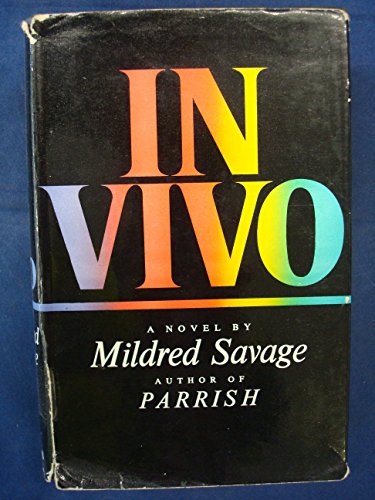 IN
VIVO
A NOVEL BY
Mildred Savage
AUTHOR OF
PARRISH